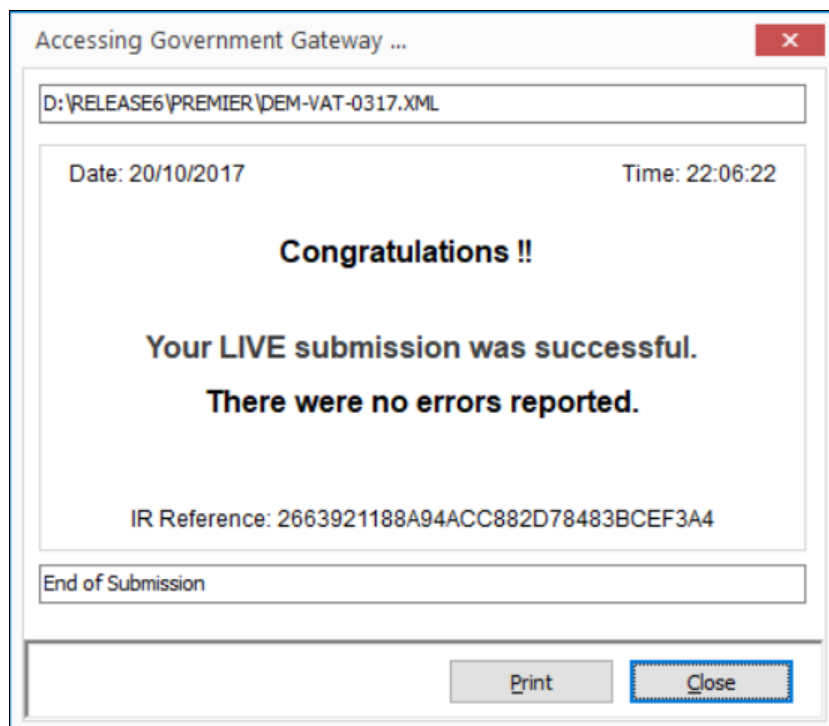 Accessing Government Gateway ...
D:\RELEASE6\PREMIER\DEM-VAT-0317.XML
Date: 20/10/2017 Time: 22:06:22
Congratulations !!
Your LIVE submission was successful.
There were no errors reported.
IR Reference: 2663921188A94ACC882D78483BCEF3A4
End of Submission
Print Close